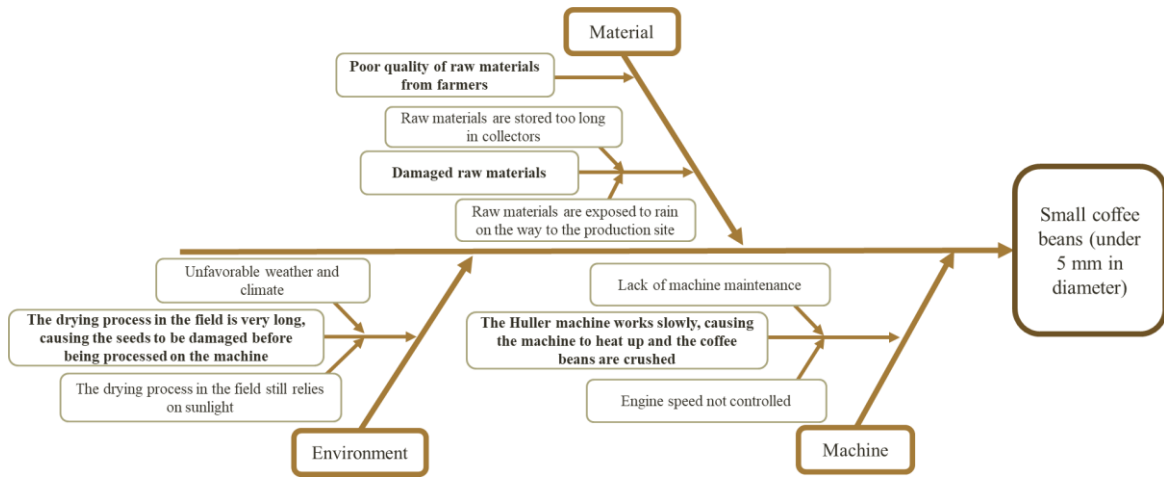 Material
Poor quality of raw materials
from farmers
Raw materials are stored too long
in collectors
Damaged raw materials
Raw materials are exposed to rain
on the way to the production site
Small coffee
beans (under
5 mm in
diameter)
Unfavorable weather and
climate
The drying process in the field is very long,
causing the seeds to be damaged before
being processed on the machine
The drying process in the field still relies
on sunlight
Environment
Lack of machine maintenance
The Huller machine works slowly, causing
the machine to heat up and the coffee
beans are crushed
Engine speed not controlled
Machine